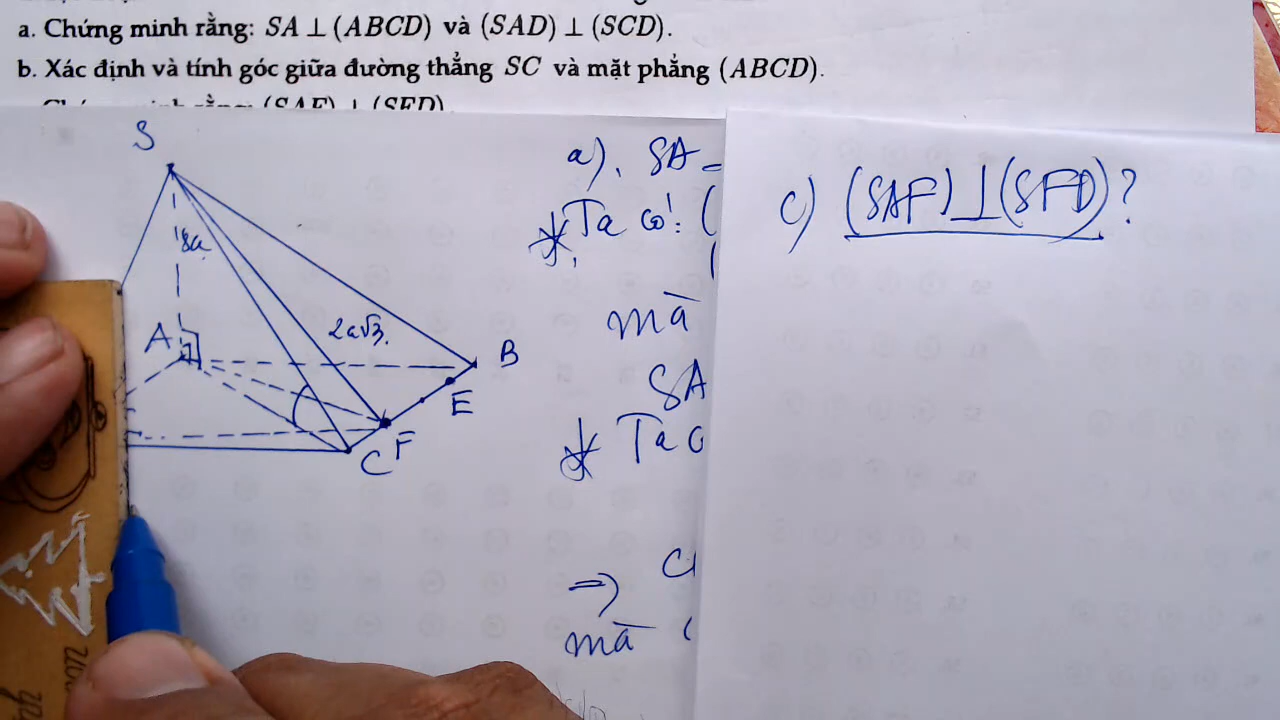 a. Chứng minh rằng: SA ⊥ (ABCD) và (SAD) ⊥ (SCD).
b. Xác định và tính góc giữa đường thẳng SC và mặt phẳng (ABCD).
S
8a
A
2a√3.
B
E
C F
a). SA
Ta có: (
mà
SA
Ta c
=>
mà (
c) (SAF) ⊥ (SFD)?